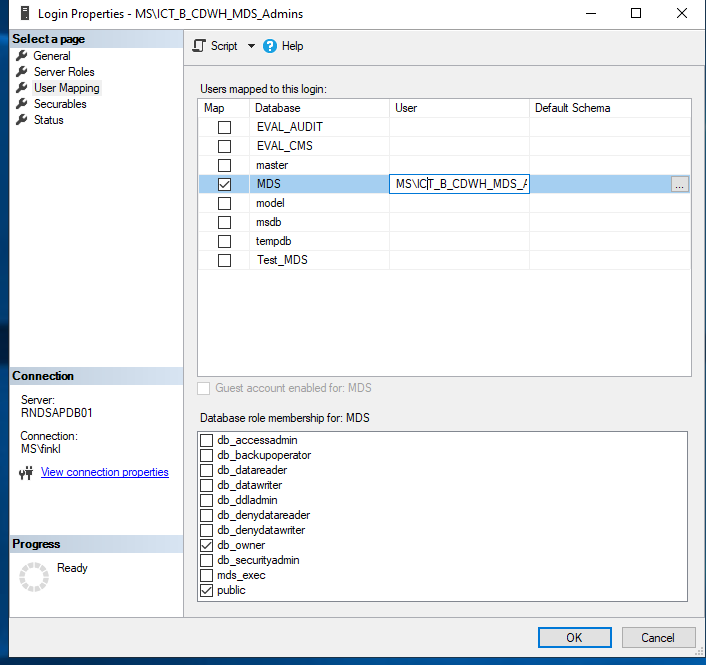 Login Properties - MS\ICT_B_CDWH_MDS_Admins
Select a page
General
Server Roles
User Mapping
Securables
Status
Script
Help
Users mapped to this login:
Map Database User Default Schema
EVAL_AUDIT
EVAL_CMS
master
MDS MS\ICT_B_CDWH_MDS_A ...
model
msdb
tempdb
Test_MDS
Guest account enabled for: MDS
Database role membership for: MDS
db_accessadmin
db_backupoperator
db_datareader
db_datawriter
db_ddladmin
db_denydatareader
db_denydatawriter
db_owner
db_securityadmin
mds_exec
public
Connection
Server:
RNDSAPDB01
Connection:
MS\finkl
View connection properties
Progress
Ready
OK Cancel